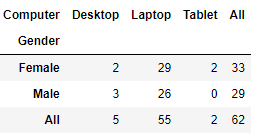 Computer Desktop Laptop Tablet All
Gender
Female 2 29 2 33
Male 3 26 0 29
All 5 55 2 62